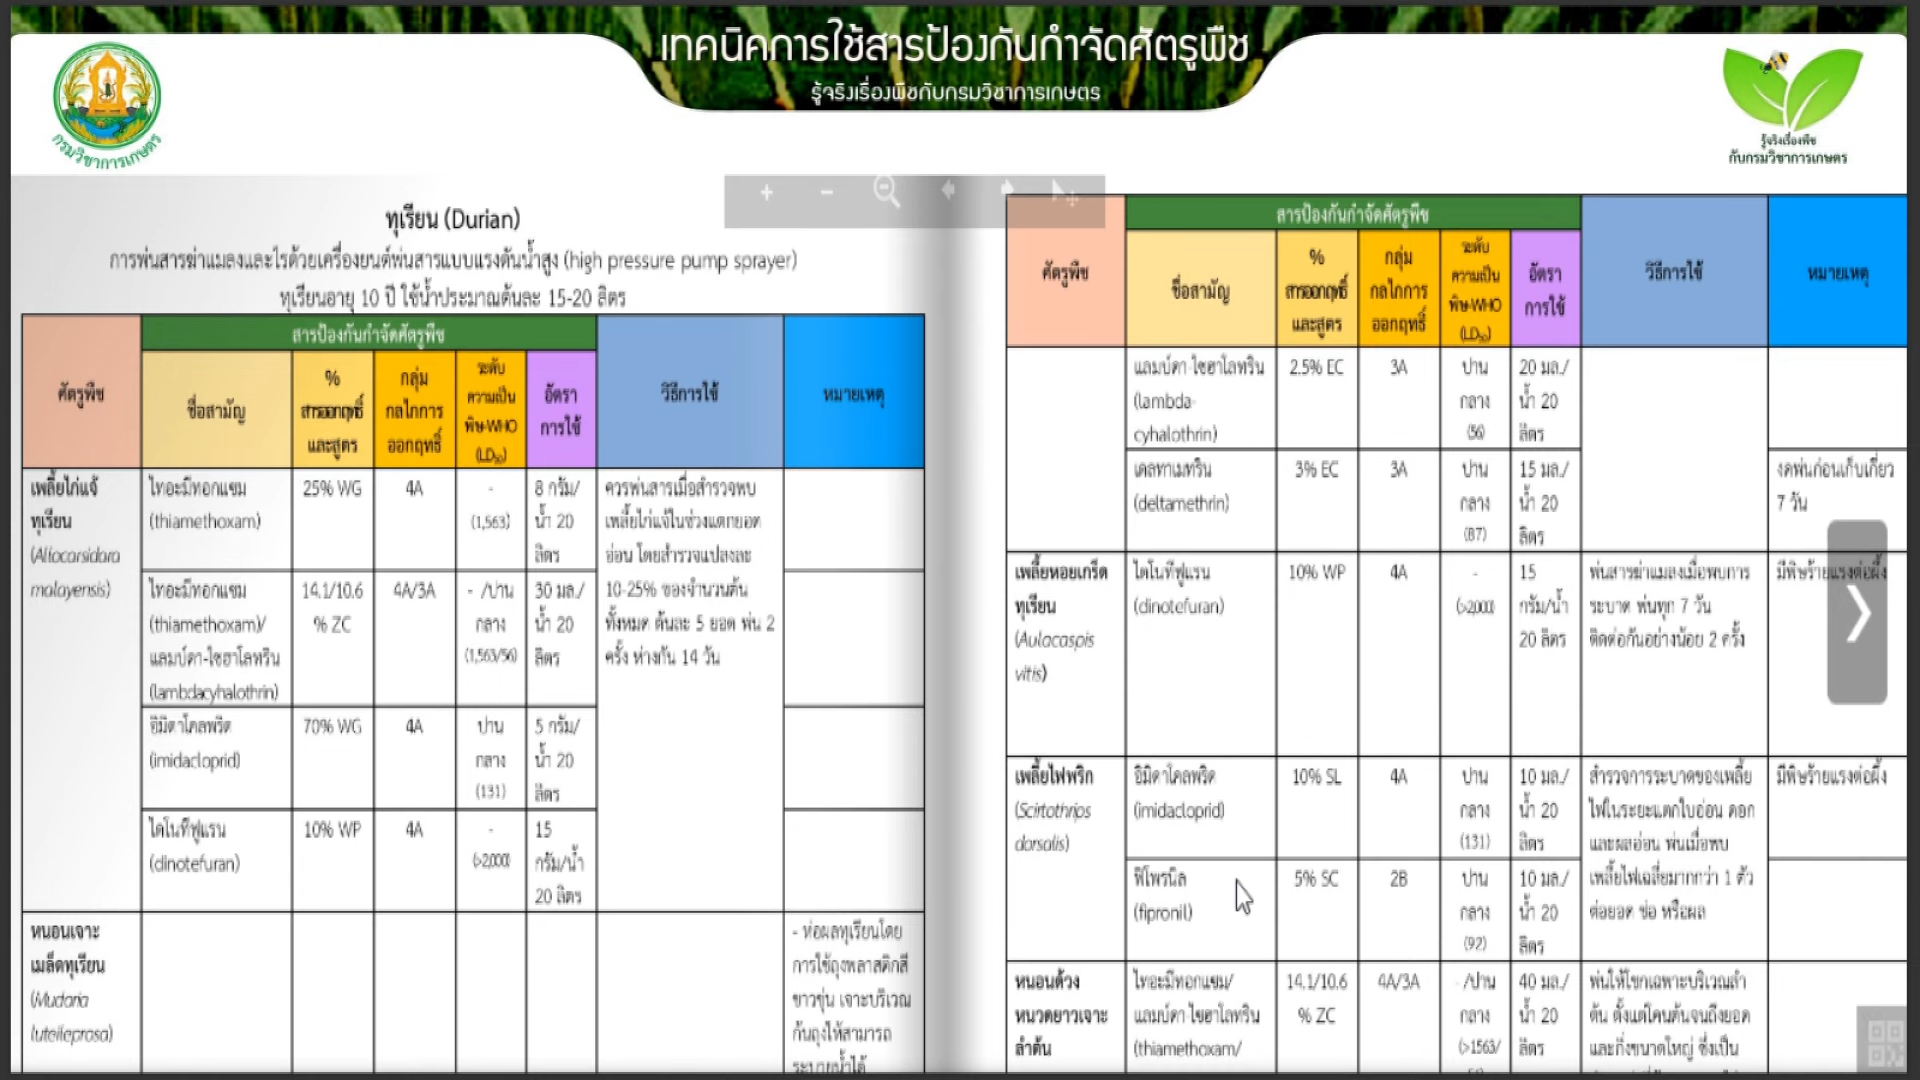 เทคนิคการใช้สารป้องกันกำจัดศัตรูพืช
รู้จริงเรื่องพืชกับกรมวิชาการเกษตร
กรมวิชาการเกษตร
รู้จริงเรื่องพืช
กับกรมวิชาการเกษตร
ทุเรียน (Durian)
การพ่นสารฆ่าแมลงและไรด้วยเครื่องยนต์พ่นสารแบบแรงดันน้ำสูง (high pressure pump sprayer)
ทุเรียนอายุ 10 ปี ใช้น้ำประมาณต้นละ 15-20 ลิตร
สารป้องกันกำจัดศัตรูพืช
ศัตรูพืช
ชื่อสามัญ
%
สารออกฤทธิ์
และสูตร
กลุ่ม
กลไกการ
ออกฤทธิ์
ระดับ
ความเป็น
พิษ-WHO
(LD50)
อัตรา
การใช้
วิธีการใช้
หมายเหตุ
เพลี้ยไก่แจ้
ทุเรียน
(Allocarsidara
malayensis)
ไทอะมีทอกแซม
(thiamethoxam)
25% WG
4A
-
(1,563)
8 กรัม/
น้ำ 20
ลิตร
ควรพ่นสารเมื่อสำรวจพบ
เพลี้ยไก่แจ้ในช่วงแตกยอด
อ่อน โดยสำรวจแปลงละ
10-25% ของจำนวนต้น
ทั้งหมด ต้นละ 5 ยอด พ่น 2
ครั้ง ห่างกัน 14 วัน
ไทอะมีทอกแซม
(thiamethoxam)/
แลมบ์ดา-ไซฮาโลทริน
(lambdacyhalothrin)
14.1/10.6
% ZC
4A/3A
- /ปาน
กลาง
(1,563/56)
30 มล./
น้ำ 20
ลิตร
อิมิดาโคลพริด
(imidacloprid)
70% WG
4A
ปาน
กลาง
(131)
5 กรัม/
น้ำ 20
ลิตร
ไดโนทีฟูแรน
(dinotefuran)
10% WP
4A
-
(>2,000)
15
กรัม/น้ำ
20 ลิตร
หนอนเจาะ
เมล็ดทุเรียน
(Mudaria
luteileprosa)
- ห่อผลทุเรียนโดย
การใช้ถุงพลาสติกสี
ขาวขุ่น เจาะบริเวณ
ก้นถุงให้สามารถ
ระบายน้ำได้
สารป้องกันกำจัดศัตรูพืช
ศัตรูพืช
ชื่อสามัญ
%
สารออกฤทธิ์
และสูตร
กลุ่ม
กลไกการ
ออกฤทธิ์
ระดับ
ความเป็น
พิษ-WHO
(LD50)
อัตรา
การใช้
วิธีการใช้
หมายเหตุ
แลมบ์ดา-ไซฮาโลทริน
(lambda-
cyhalothrin)
2.5% EC
3A
ปาน
กลาง
(56)
20 มล./
น้ำ 20
ลิตร
เดลทาเมทริน
(deltamethrin)
3% EC
3A
ปาน
กลาง
(87)
15 มล./
น้ำ 20
ลิตร
งดพ่นก่อนเก็บเกี่ยว
7 วัน
เพลี้ยหอยเกร็ด
ทุเรียน
(Aulacaspis
vitis)
ไดโนทีฟูแรน
(dinotefuran)
10% WP
4A
-
(>2,000)
15
กรัม/น้ำ
20 ลิตร
พ่นสารฆ่าแมลงเมื่อพบการ
ระบาด พ่นทุก 7 วัน
ติดต่อกันอย่างน้อย 2 ครั้ง
มีพิษร้ายแรงต่อผึ้ง
เพลี้ยไฟพริก
(Scirtothrips
dorsalis)
อิมิดาโคลพริด
(imidacloprid)
10% SL
4A
ปาน
กลาง
(131)
10 มล./
น้ำ 20
ลิตร
สำรวจการระบาดของเพลี้ย
ไฟในระยะแตกใบอ่อน ดอก
และผลอ่อน พ่นเมื่อพบ
เพลี้ยไฟเฉลี่ยมากกว่า 1 ตัว
ต่อยอด ช่อ หรือผล
มีพิษร้ายแรงต่อผึ้ง
ฟิโพรนิล
(fipronil)
5% SC
2B
ปาน
กลาง
(92)
10 มล./
น้ำ 20
ลิตร
หนอนด้วง
หนวดยาวเจาะ
ลำต้น
ไทอะมีทอกแซม/
แลมบ์ดา-ไซฮาโลทริน
(thiamethoxam/
14.1/10.6
% ZC
4A/3A
- /ปาน
กลาง
(>1563/
40 มล./
น้ำ 20
ลิตร
พ่นให้โชกเฉพาะบริเวณลำ
ต้น ตั้งแต่โคนต้นจนถึงยอด
และกิ่งขนาดใหญ่ ซึ่งเป็น